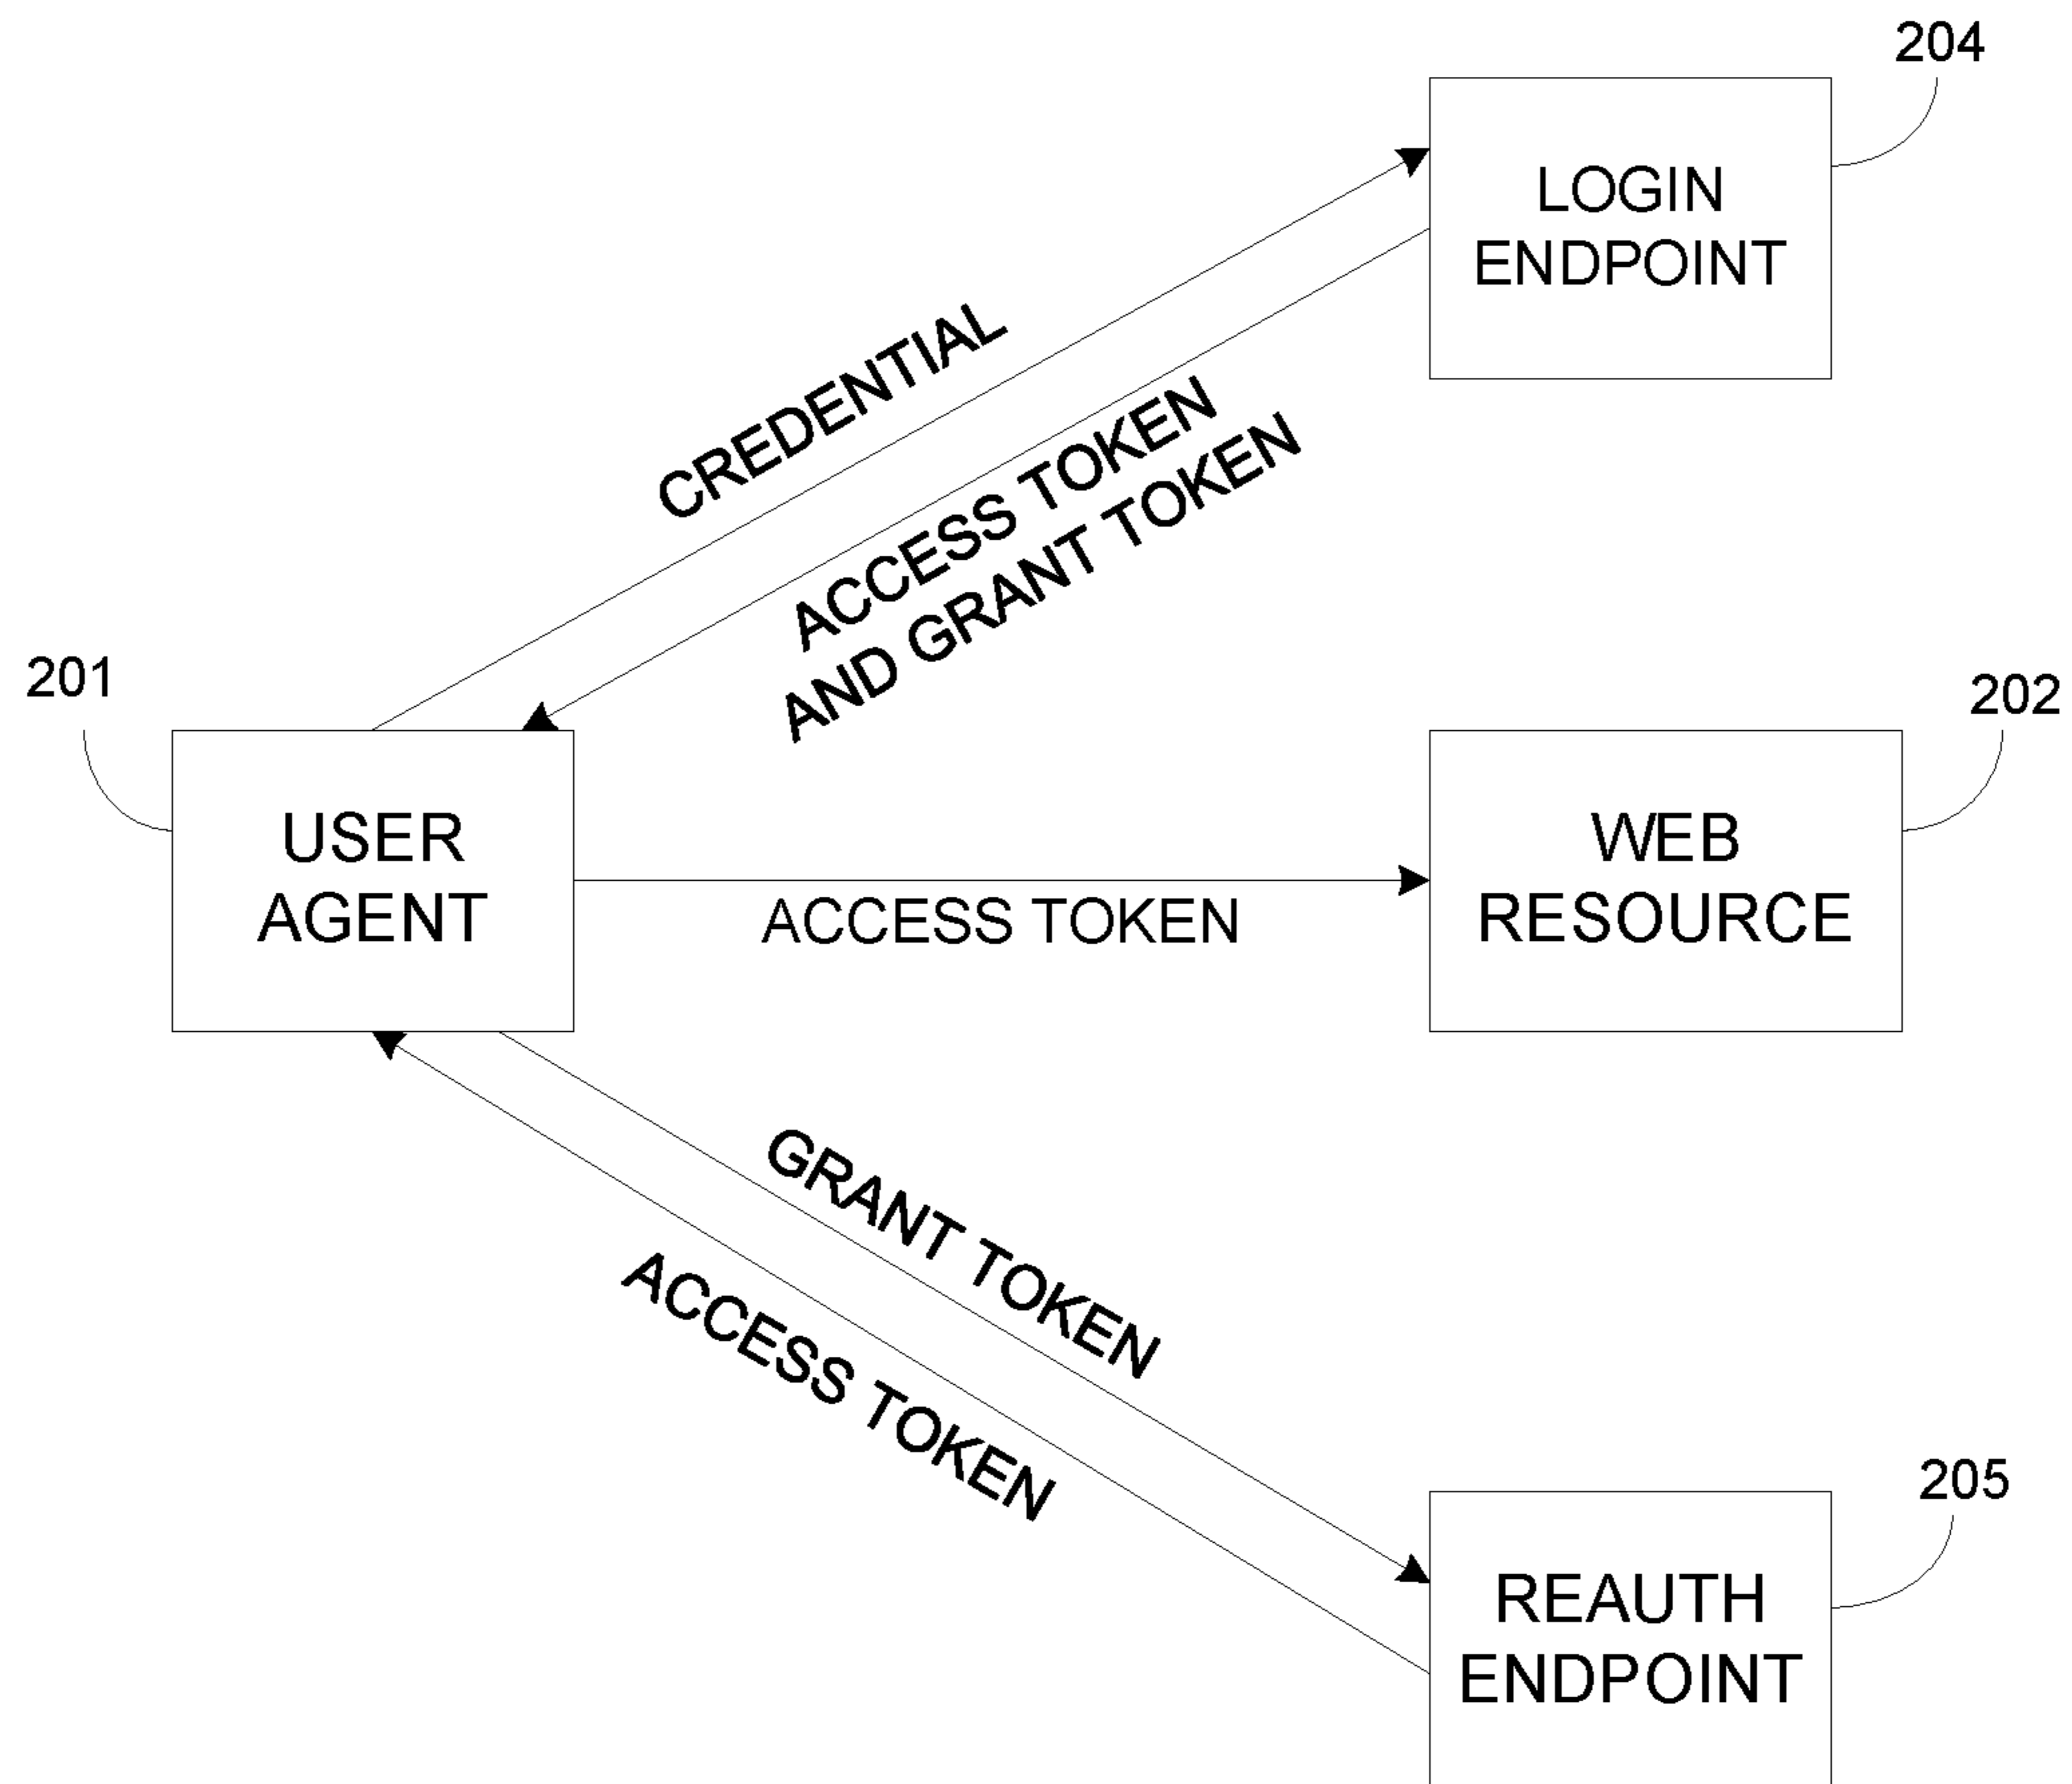 204
LOGIN
ENDPOINT
CREDENTIAL
ACCESS TOKEN
AND GRANT TOKEN
201
202
USER
AGENT
WEB
RESOURCE
ACCESS TOKEN
GRANT TOKEN
ACCESS TOKEN
205
REAUTH
ENDPOINT